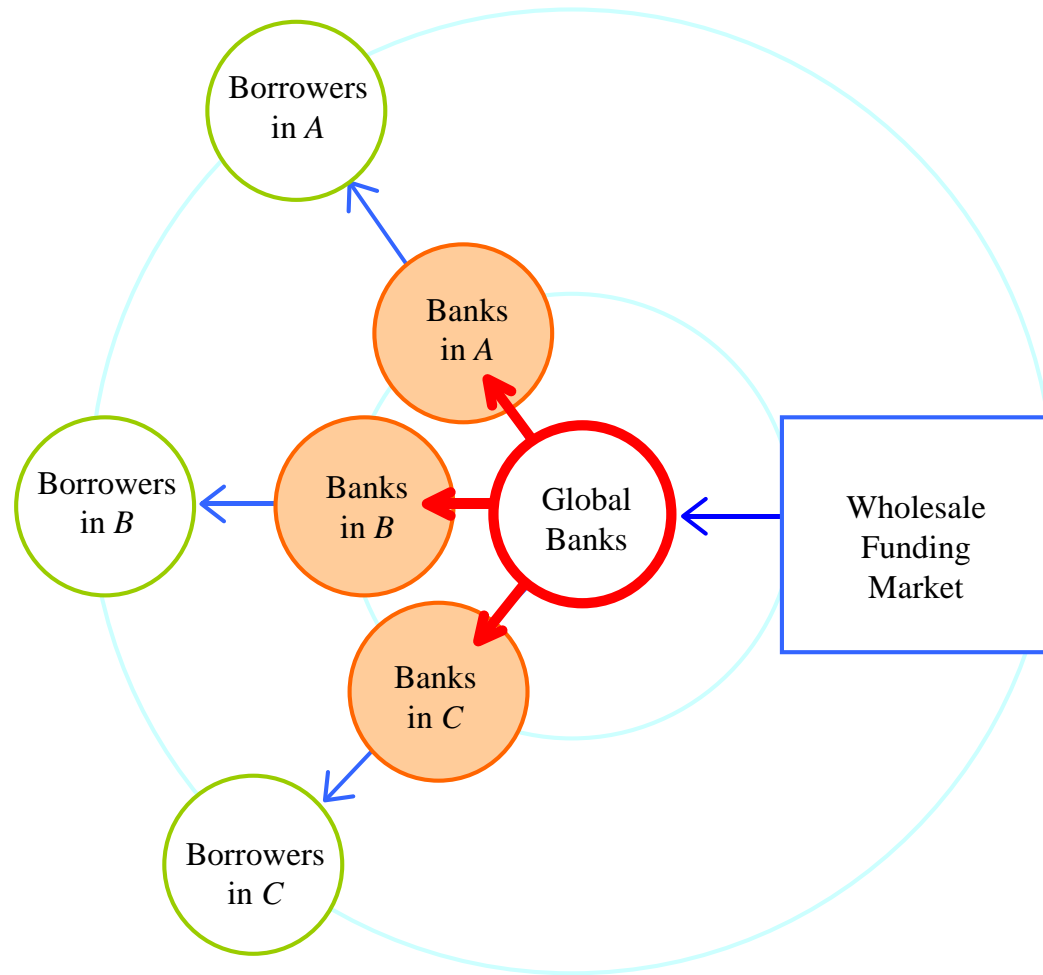 Borrowers
in A
Banks
in A
Borrowers
in B
Banks
in B
Global
Banks
Wholesale
Funding
Market
Banks
in C
Borrowers
in C